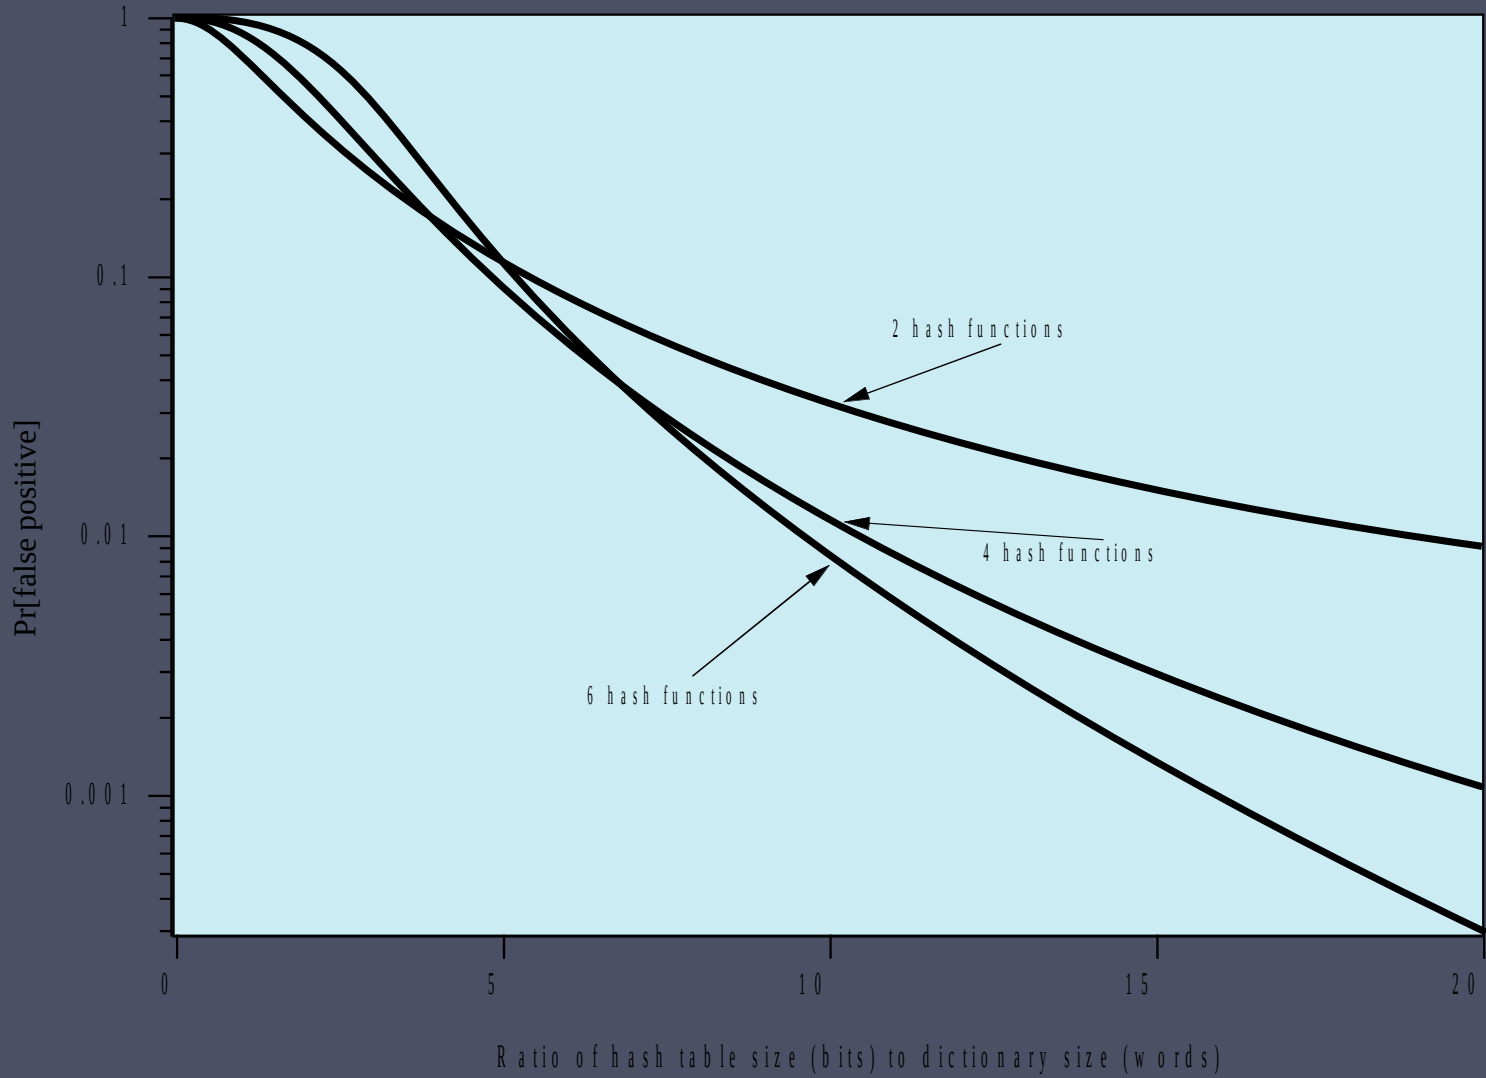 1
0.1
2 hash functions
Pr[false positive]
0.01
4 hash functions
6 hash functions
0.001
0 5 10 15 20
Ratio of hash table size (bits) to dictionary size (words)